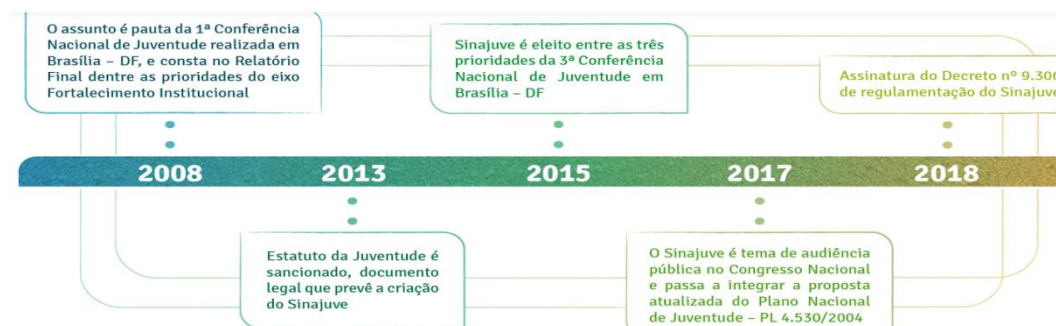 O assunto é pauta da 1ª Conferência
Nacional de Juventude realizada em
Brasília – DF, e consta no Relatório
Final dentre as prioridades do eixo
Fortalecimento Institucional
Sinajuve é eleito entre as três
prioridades da 3ª Conferência
Nacional de Juventude em
Brasília – DF
Assinatura do Decreto nº 9.306
de regulamentação do Sinajuve
2008 2013 2015 2017 2018
Estatuto da Juventude é
sancionado, documento
legal que prevê a criação
do Sinajuve
O Sinajuve é tema de audiência
pública no Congresso Nacional
e passa a integrar a proposta
atualizada do Plano Nacional
de Juventude – PL 4.530/2004